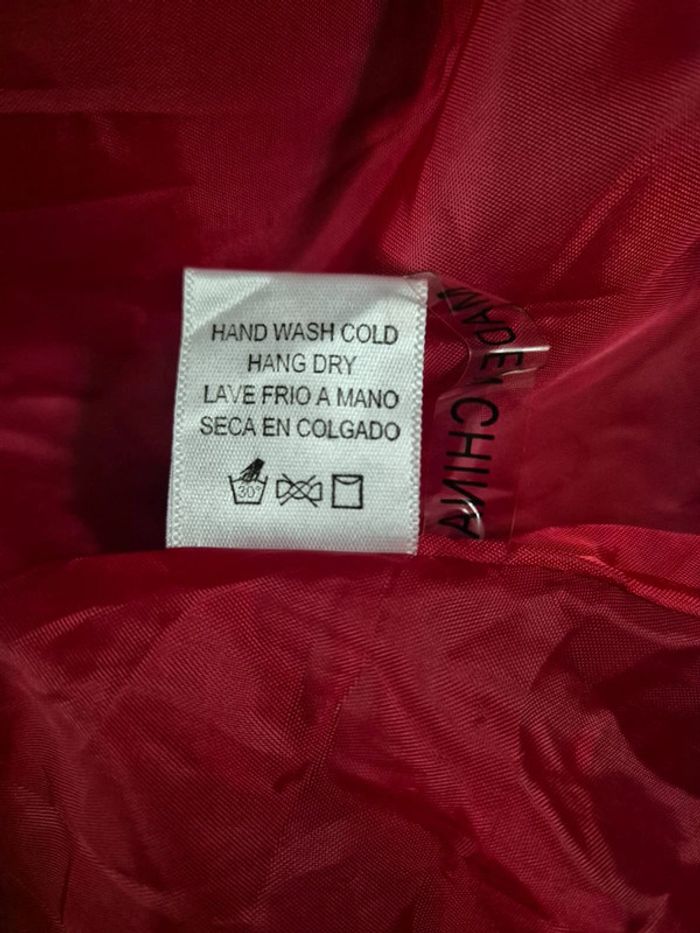 HAND WASH COLD
HANG DRY
LAVE FRIO A MANO
SECA EN COLGADO
30°
CHINA